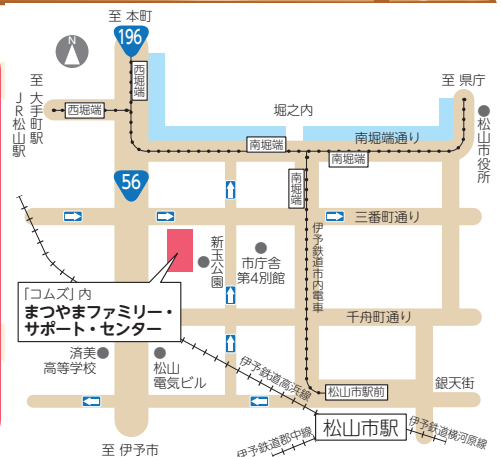 至 本町
N
196
至
大手町駅
JR松山駅
西堀端
西堀端
堀之内
至 県庁
松山市役所
南堀端通り
南堀端
南堀端
南堀端
56
三番町通り
伊予鉄道市内電車
新玉公園
市庁舎
第4別館
「コムズ」内
まつやまファミリー・
サポート・センター
千舟町通り
済美
高等学校
松山
電気ビル
伊予鉄道高浜線
松山市駅前
銀天街
松山市駅
伊予鉄道郡中線
伊予鉄道横河原線
至 伊予市